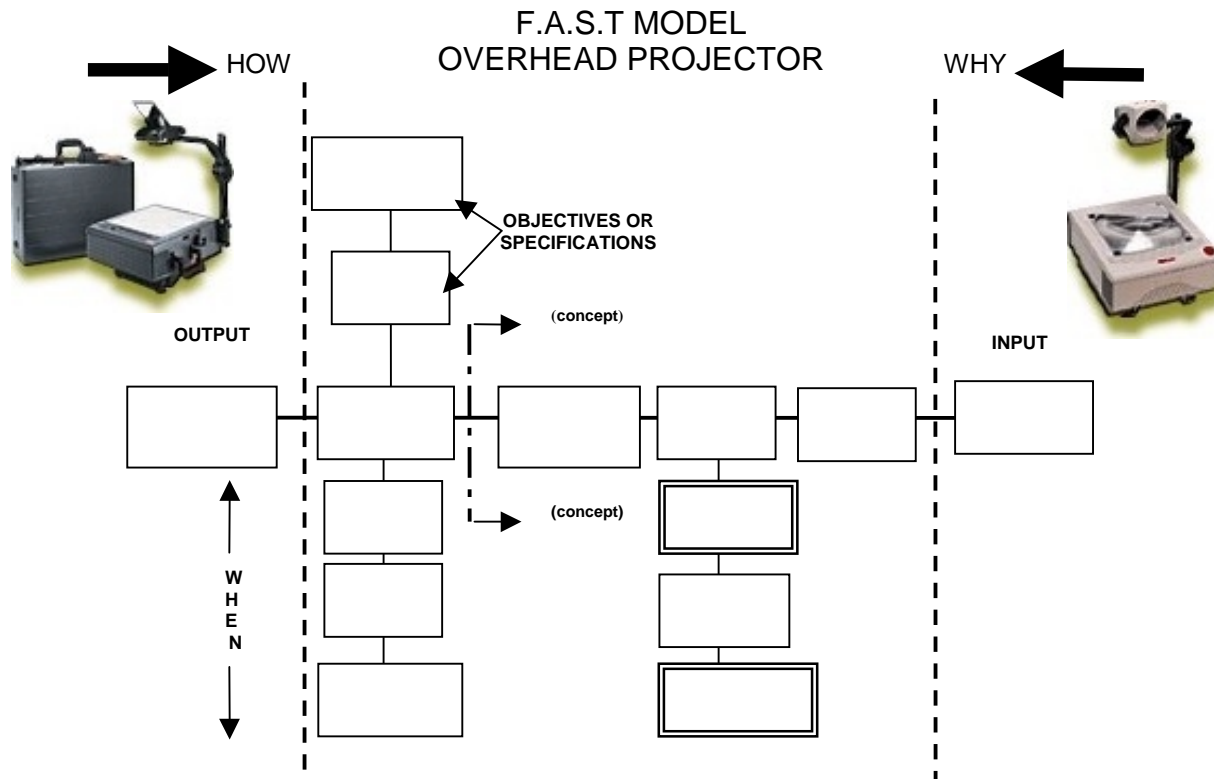 F.A.S.T MODEL
OVERHEAD PROJECTOR
HOW
WHY
OBJECTIVES OR
SPECIFICATIONS
(concept)
OUTPUT
INPUT
(concept)
W
H
E
N